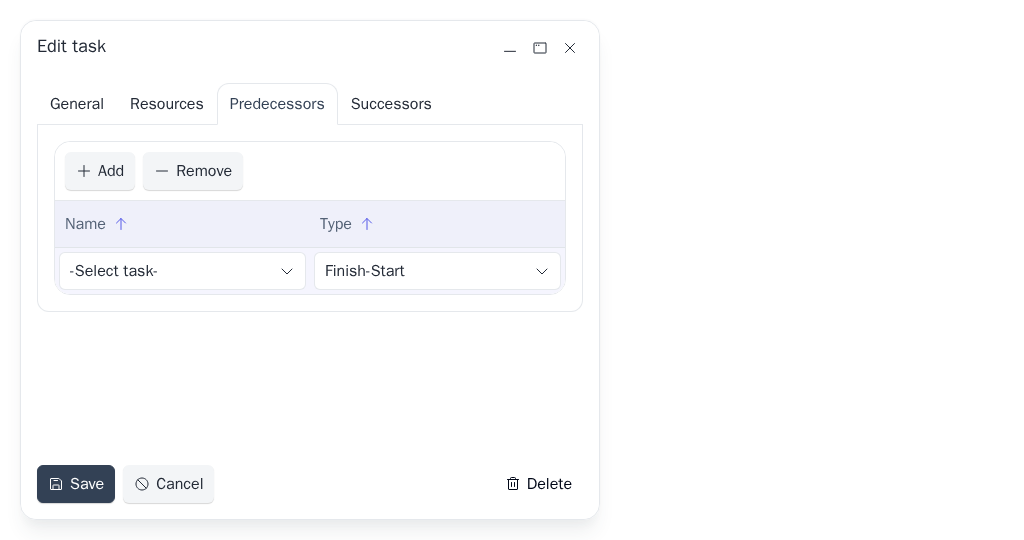 Edit task
General Resources Predecessors Successors
Add Remove
Name Type
-Select task- Finish-Start
Save Cancel Delete